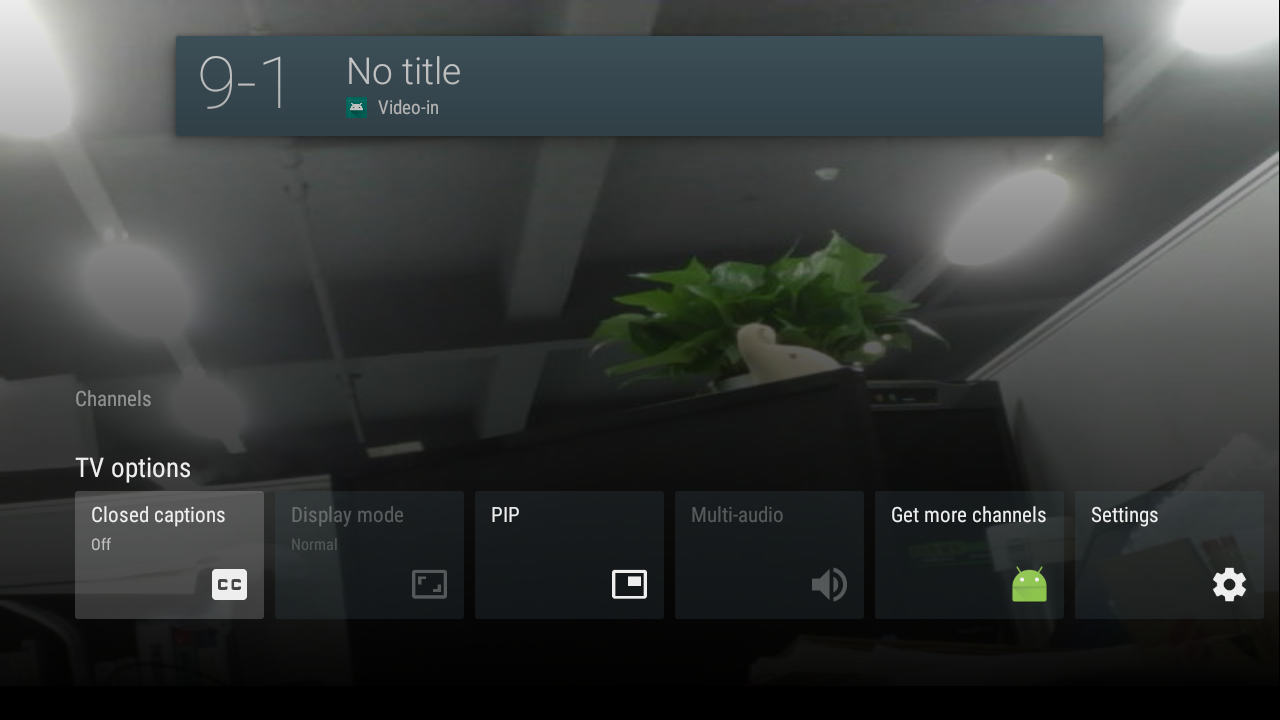 9-1
No title
Video-in
Channels
TV options
Closed captions
Off
Display mode
Normal
PIP
Multi-audio
Get more channels
Settings